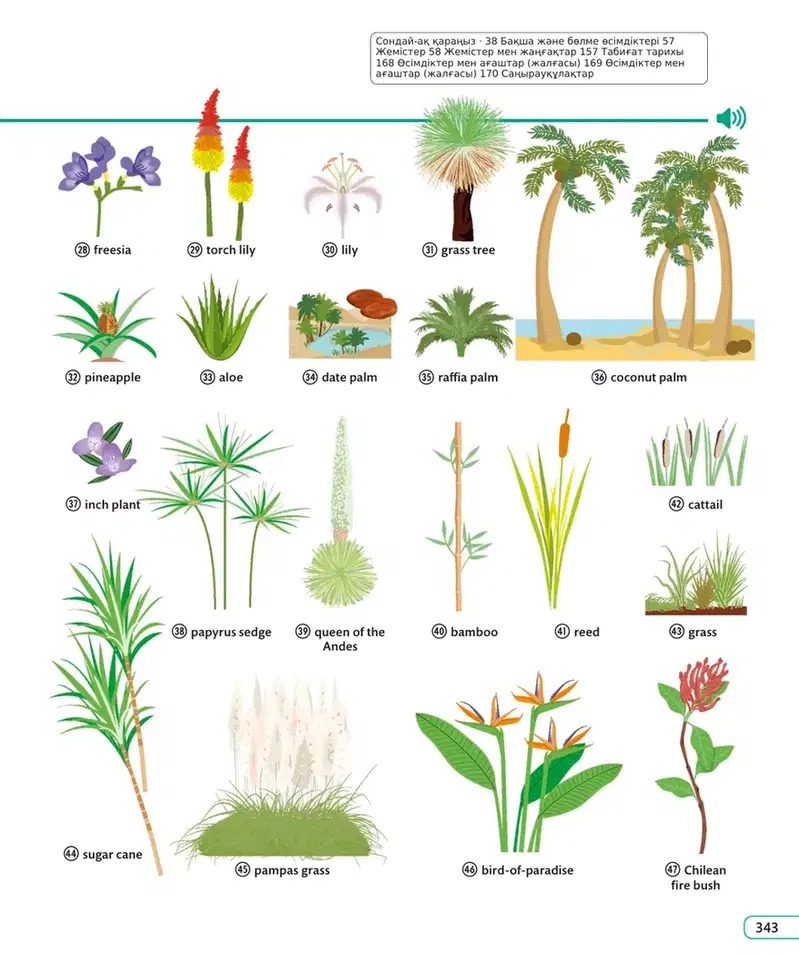 Сондай-ақ қараңыз · 38 Бақша және бөлме өсімдіктері 57
Жемістер 58 Жемістер мен жаңғақтар 157 Табиғат тарихы
168 Өсімдіктер мен ағаштар (жалғасы) 169 Өсімдіктер мен
ағаштар (жалғасы) 170 Саңырауқұлақтар
28 freesia
29 torch lily
30 lily
31 grass tree
32 pineapple
33 aloe
34 date palm
35 raffia palm
36 coconut palm
37 inch plant
42 cattail
38 papyrus sedge
39 queen of the
Andes
40 bamboo
41 reed
43 grass
44 sugar cane
45 pampas grass
46 bird-of-paradise
47 Chilean
fire bush
343